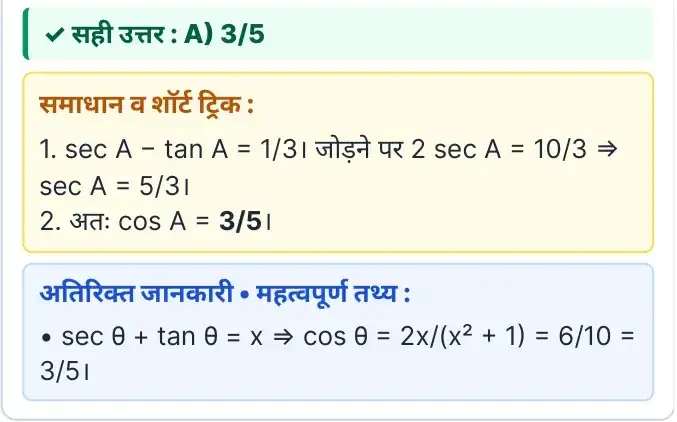 ✓ सही उत्तर : A) 3/5
समाधान व शॉर्ट ट्रिक :
1. sec A − tan A = 1/3। जोड़ने पर 2 sec A = 10/3 ⇒
sec A = 5/3।
2. अतः cos A = 3/5।
अतिरिक्त जानकारी • महत्वपूर्ण तथ्य :
• sec θ + tan θ = x ⇒ cos θ = 2x/(x² + 1) = 6/10 =
3/5।